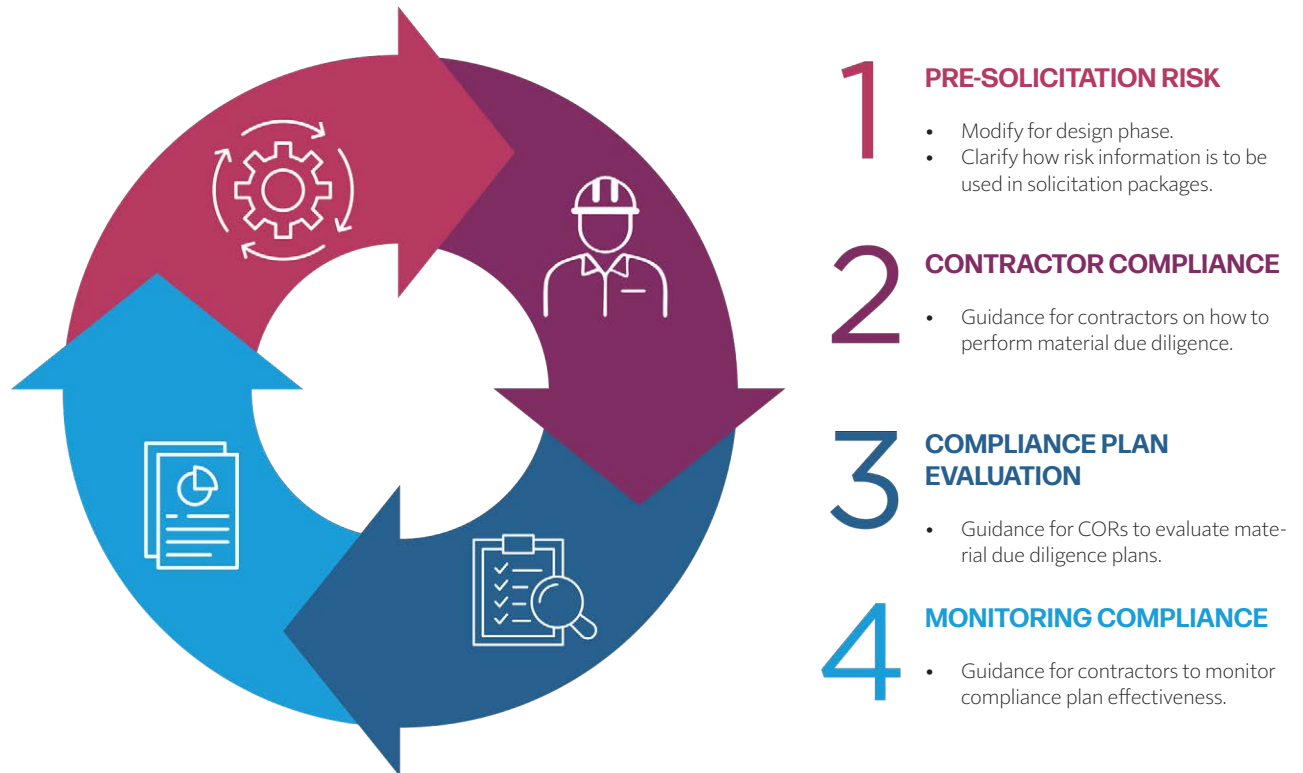 1
PRE-SOLICITATION RISK
• Modify for design phase.
• Clarify how risk information is to be
used in solicitation packages.
2
CONTRACTOR COMPLIANCE
• Guidance for contractors on how to
perform material due diligence.
3
COMPLIANCE PLAN
EVALUATION
• Guidance for CORs to evaluate mate-
rial due diligence plans.
4
MONITORING COMPLIANCE
• Guidance for contractors to monitor
compliance plan effectiveness.